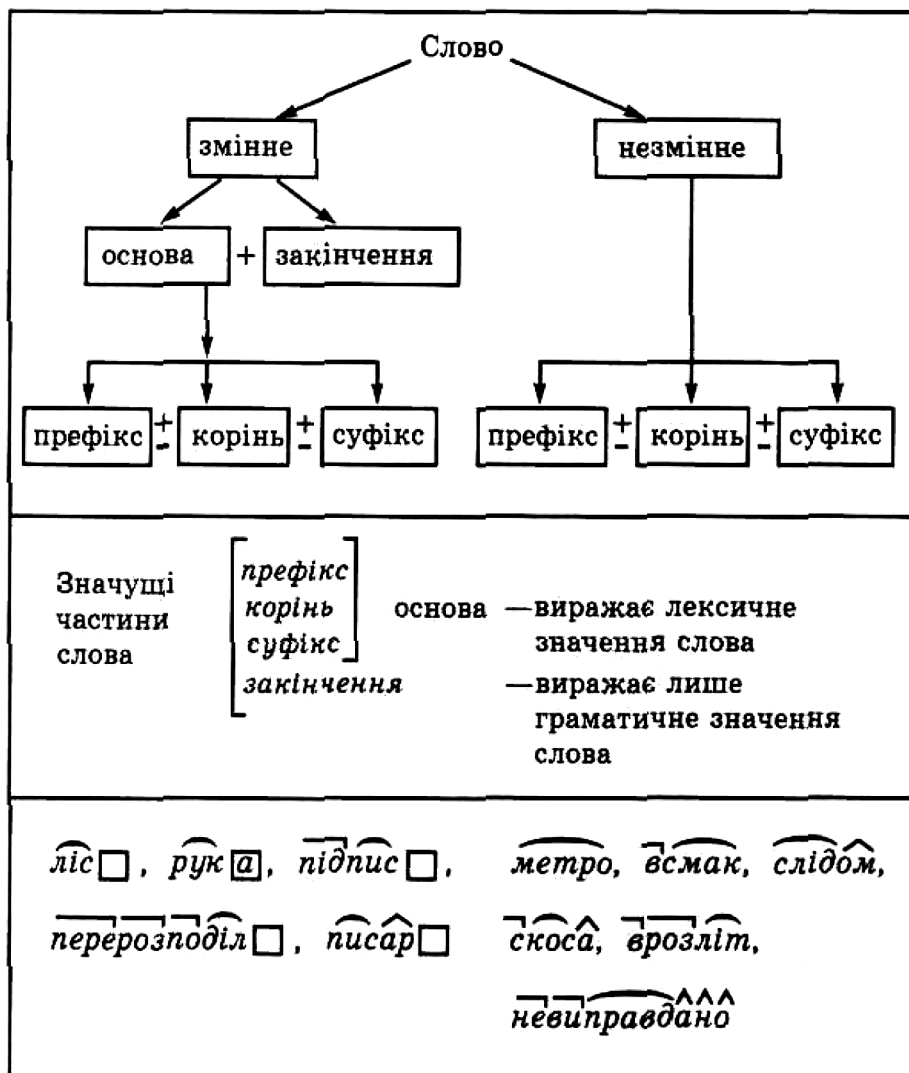 Слово
змінне незмінне
основа + закінчення
префікс ± корінь ± суфікс префікс ± корінь ± суфікс
Значущі
частини
слова
префікс
корінь
суфікс
закінчення
основа —виражає лексичне
значення слова
—виражає лише
граматичне значення
слова
ліс□, рука, підпис□, метро, всмак, слідом,
перерозподіл□, писар□ скоса, врозліт,
невиправдано